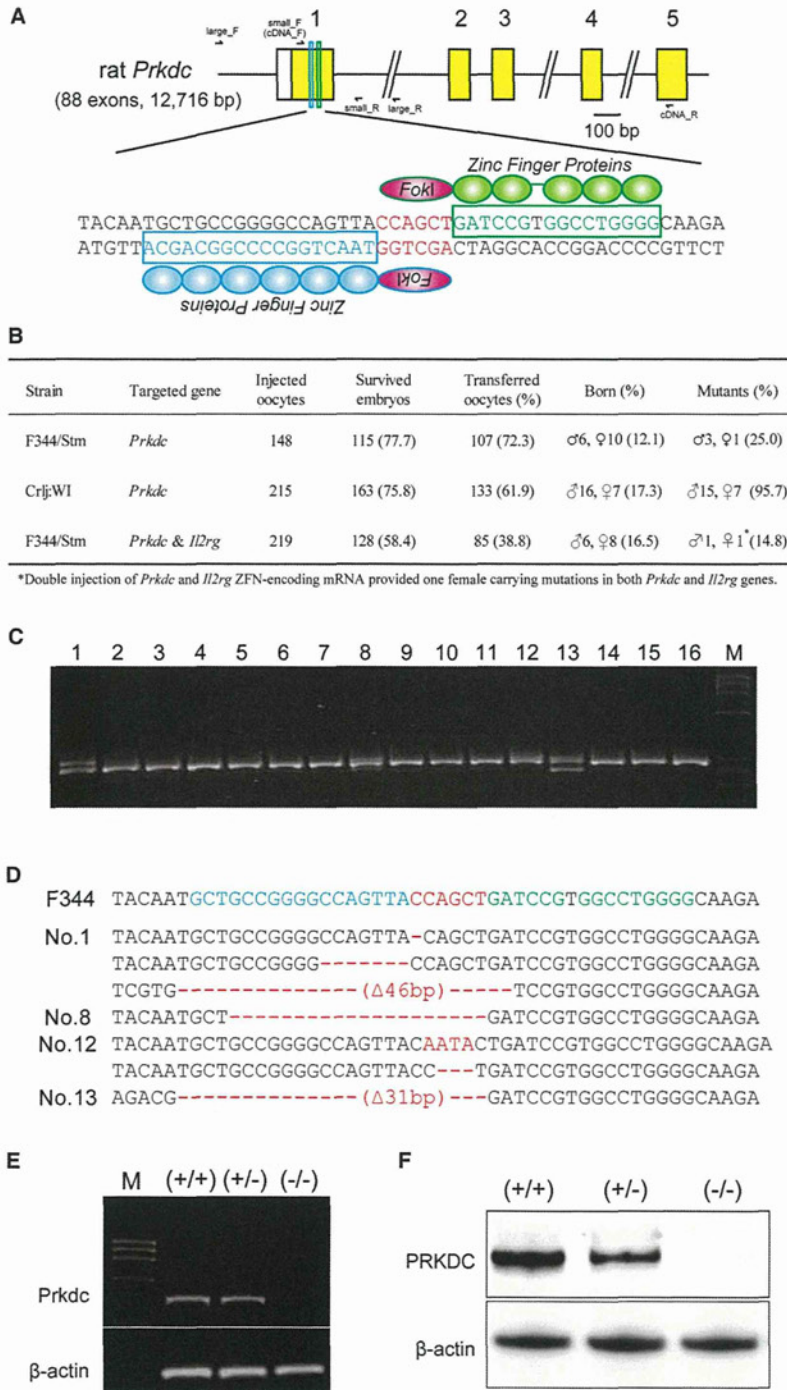 A
large_F
small_F
(cDNA_F)
1 2 3 4 5
rat Prkdc
(88 exons, 12,716 bp)
small_R large_R
100 bp
cDNA_R
Zinc Finger Proteins
FokI
TACAATGCTGCCGGGGCCAGTTACCAGCTGATCCGTGGCCTGGGGCAAGA
ATGTTACGACGGCCCCGGTCAATGGTCGACTAGGCACCGGACCCCGTTCT
FokI
Zinc Finger Proteins
B
Strain Targeted gene Injected oocytes Survived embryos Transferred oocytes (%) Born (%) Mutants (%)
F344/Stm Prkdc 148 115 (77.7) 107 (72.3) ♂6, ♀10 (12.1) ♂3, ♀1 (25.0)
Crlj:WI Prkdc 215 163 (75.8) 133 (61.9) ♂16, ♀7 (17.3) ♂15, ♀7 (95.7)
F344/Stm Prkdc & Il2rg 219 128 (58.4) 85 (38.8) ♂6, ♀8 (16.5) ♂1, ♀1* (14.8)
*Double injection of Prkdc and Il2rg ZFN-encoding mRNA provided one female carrying mutations in both Prkdc and Il2rg genes.
C
1 2 3 4 5 6 7 8 9 10 11 12 13 14 15 16 M
D
F344 TACAATGCTGCCGGGGCCAGTTACCAGCTGATCCGTGGCCTGGGGCAAGA
No.1 TACAATGCTGCCGGGGCCAGTTA-CAGCTGATCCGTGGCCTGGGGCAAGA
TACAATGCTGCCGGGG-------CCAGCTGATCCGTGGCCTGGGGCAAGA
TCGTG--------------(Δ46bp)------TCCGTGGCCTGGGGCAAGA
No.8 TACAATGCT--------------------GATCCGTGGCCTGGGGCAAGA
No.12 TACAATGCTGCCGGGGCCAGTTACAATACTGATCCGTGGCCTGGGGCAAGA
TACAATGCTGCCGGGGCCAGTTACC---TGATCCGTGGCCTGGGGCAAGA
No.13 AGACG--------------(Δ31bp)----GATCCGTGGCCTGGGGCAAGA
E
M (+/+) (+/-) (-/-)
Prkdc
β-actin
F
(+/+) (+/-) (-/-)
PRKDC
β-actin